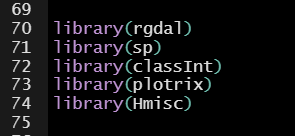 69
70 library(rgdal)
71 library(sp)
72 library(classInt)
73 library(plotrix)
74 library(Hmisc)
75